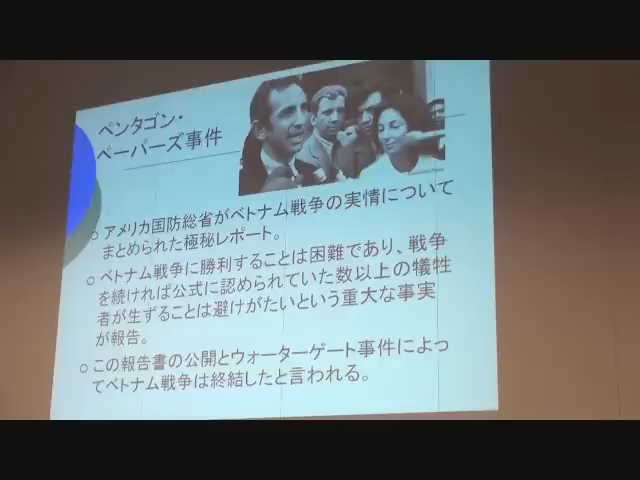 ペンタゴン・
ペーパーズ事件
○ アメリカ国防総省がベトナム戦争の実情について
まとめられた極秘レポート。
○ ベトナム戦争に勝利することは困難であり、戦争
を続ければ公式に認められていた数以上の犠牲
者が生ずることは避けがたいという重大な事実
が報告。
○ この報告書の公開とウォーターゲート事件によっ
てベトナム戦争は終結したと言われる。